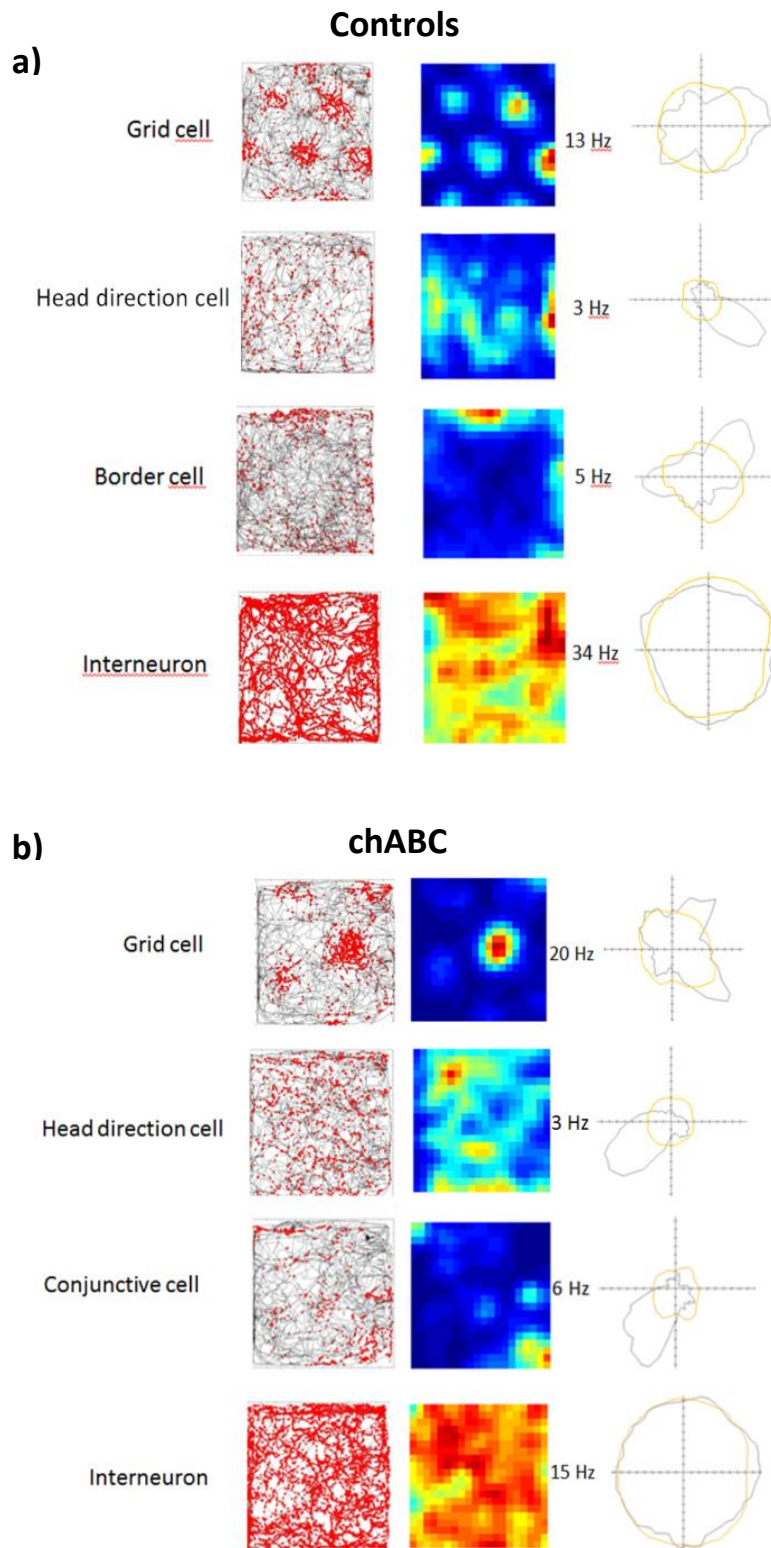 Controls
a)
Grid cell
13 Hz
Head direction cell
3 Hz
Border cell
5 Hz
Interneuron
34 Hz
b)
chABC
Grid cell
20 Hz
Head direction cell
3 Hz
Conjunctive cell
6 Hz
Interneuron
15 Hz